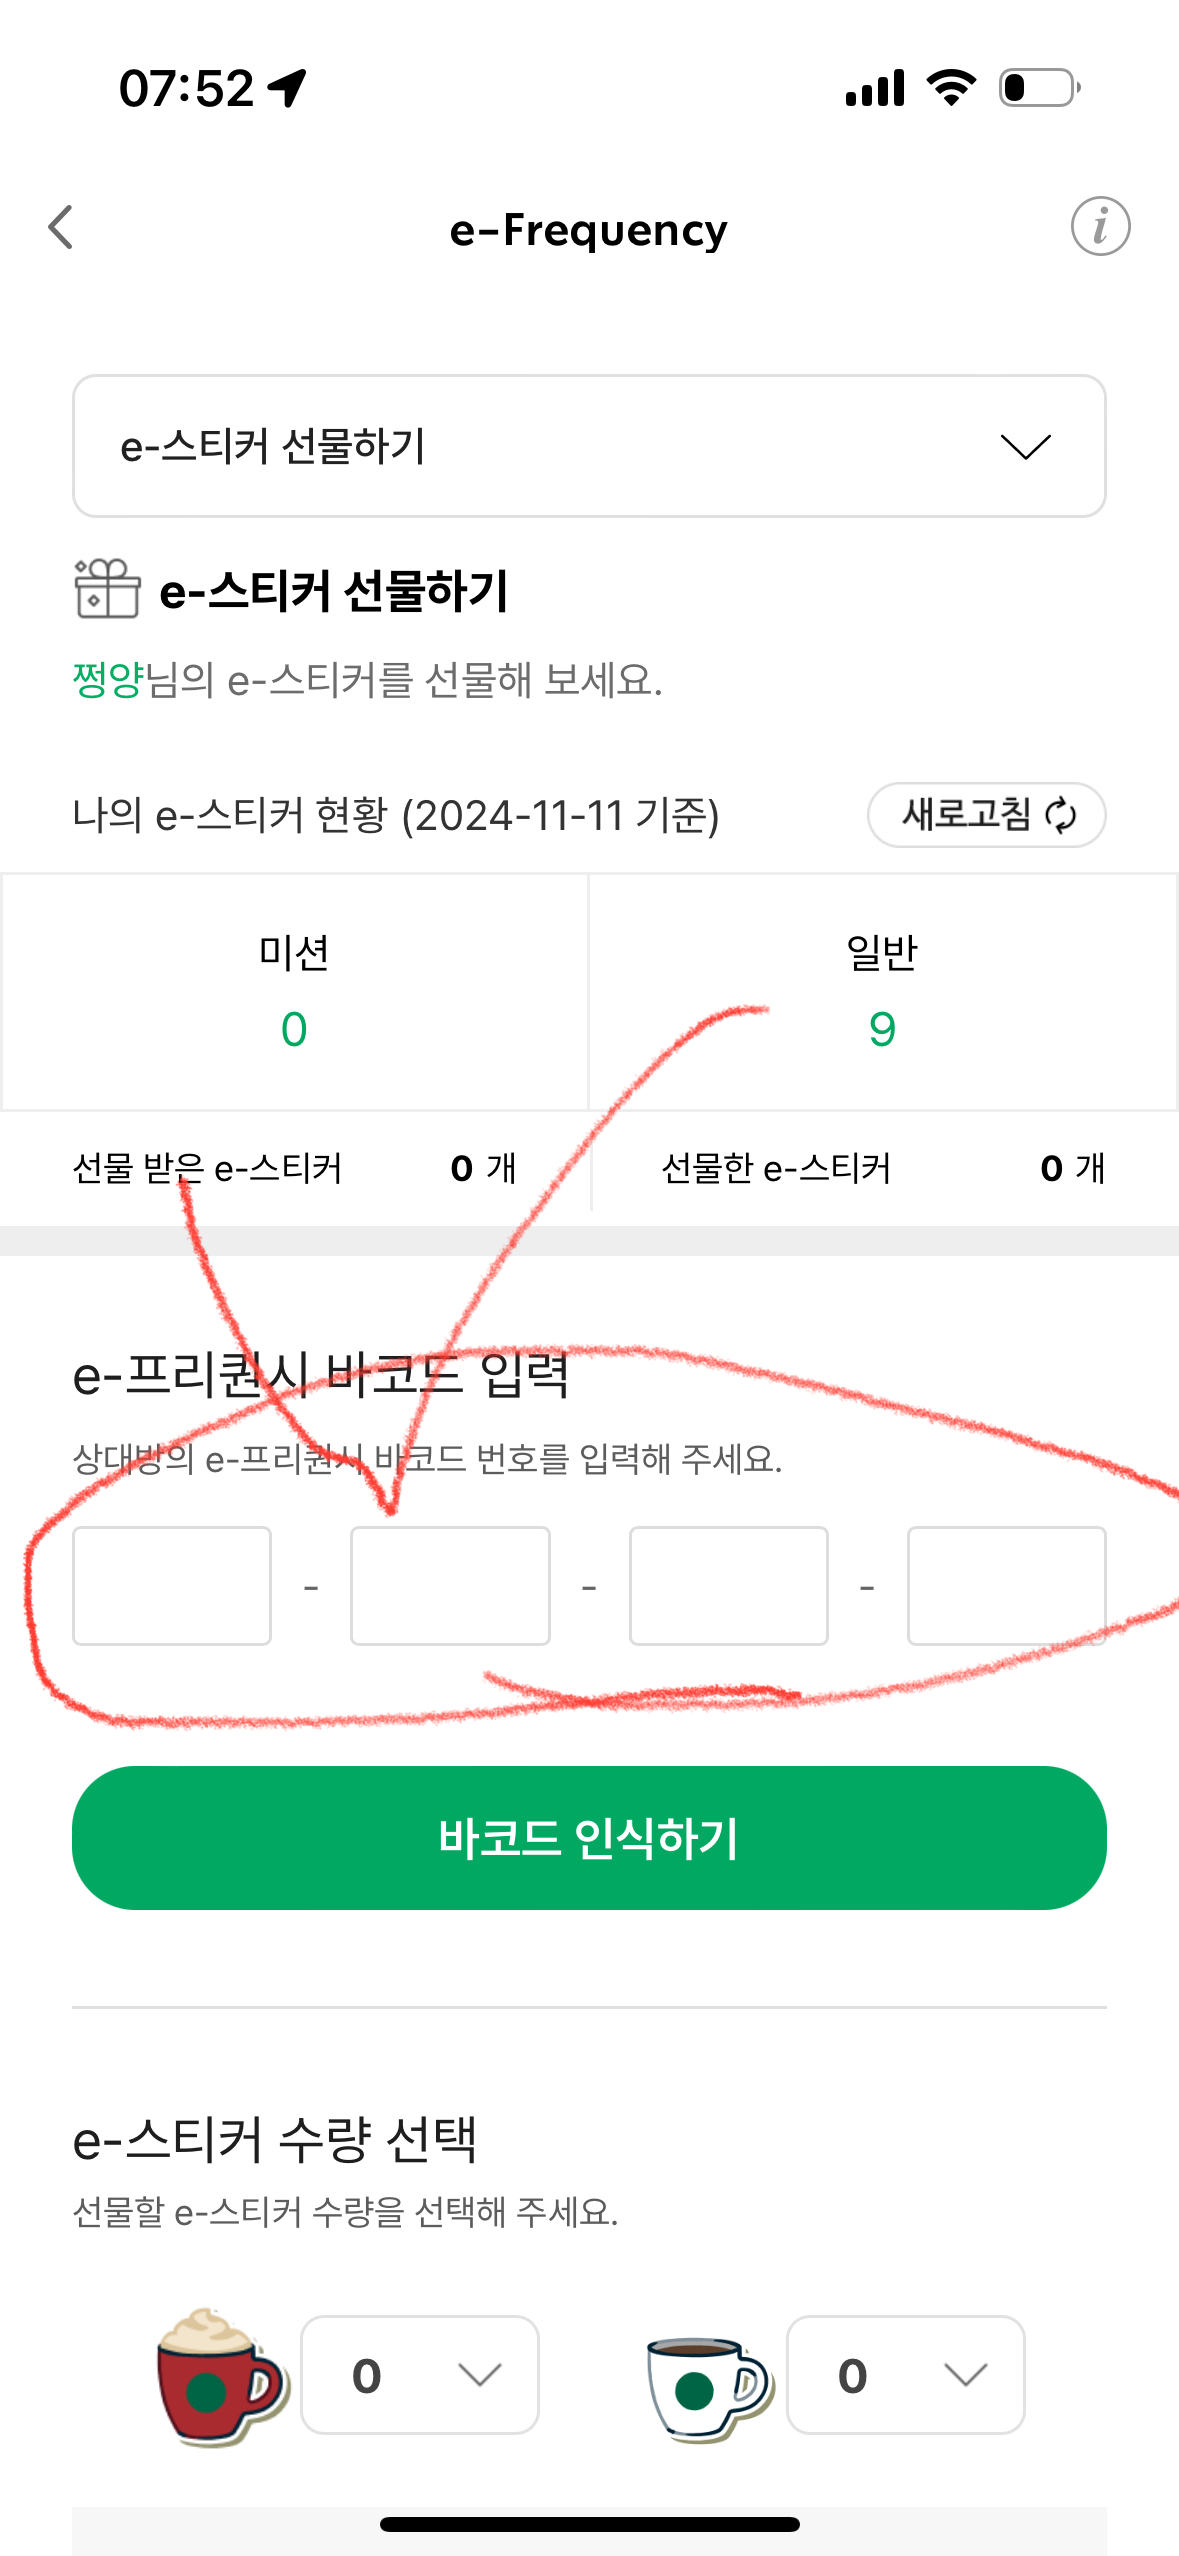 07:52
e-Frequency
e-스티커 선물하기
e-스티커 선물하기
쩡양님의 e-스티커를 선물해 보세요.
나의 e-스티커 현황 (2024-11-11 기준)
새로고침
미션
일반
0
9
선물 받은 e-스티커 0 개
선물한 e-스티커 0 개
e-프리퀀시 바코드 입력
상대방의 e-프리퀀시 바코드 번호를 입력해 주세요.
- - -
바코드 인식하기
e-스티커 수량 선택
선물할 e-스티커 수량을 선택해 주세요.
0
0